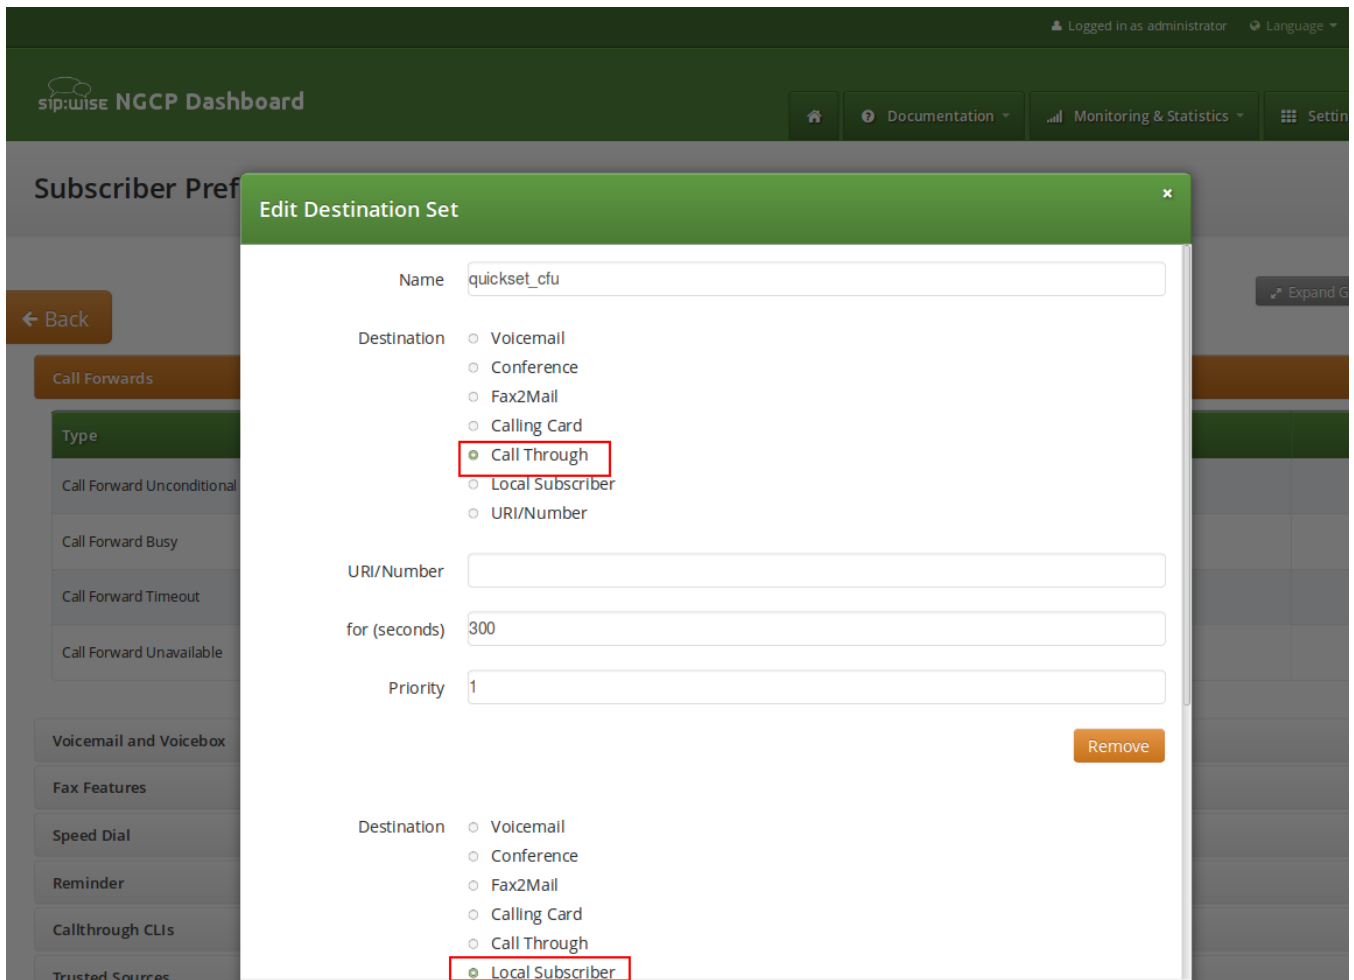 Logged in as administrator Language
sip:wise NGCP Dashboard
Documentation Monitoring & Statistics
Subscriber
Edit Destination Set
Name quickset_cfu
Expand
Back
Destination Voicemail
Conference
Fax2Mail
Call Forwards
Calling Card
Type
Call Through
Call Forward Unconditional
Local Subscriber
URI/Number
Call Forward Busy
URI/Number
Call Forward Timeout
for (seconds) 300
Call Forward Unavailable
Priority 1
Voicemail and Voicebox
Remove
Fax Features
Speed Dial
Destination Voicemail
Conference
Reminder
Fax2Mail
Calling Card
Callthrough CLIs
Call Through
Trusted Sources
Local Subscriber